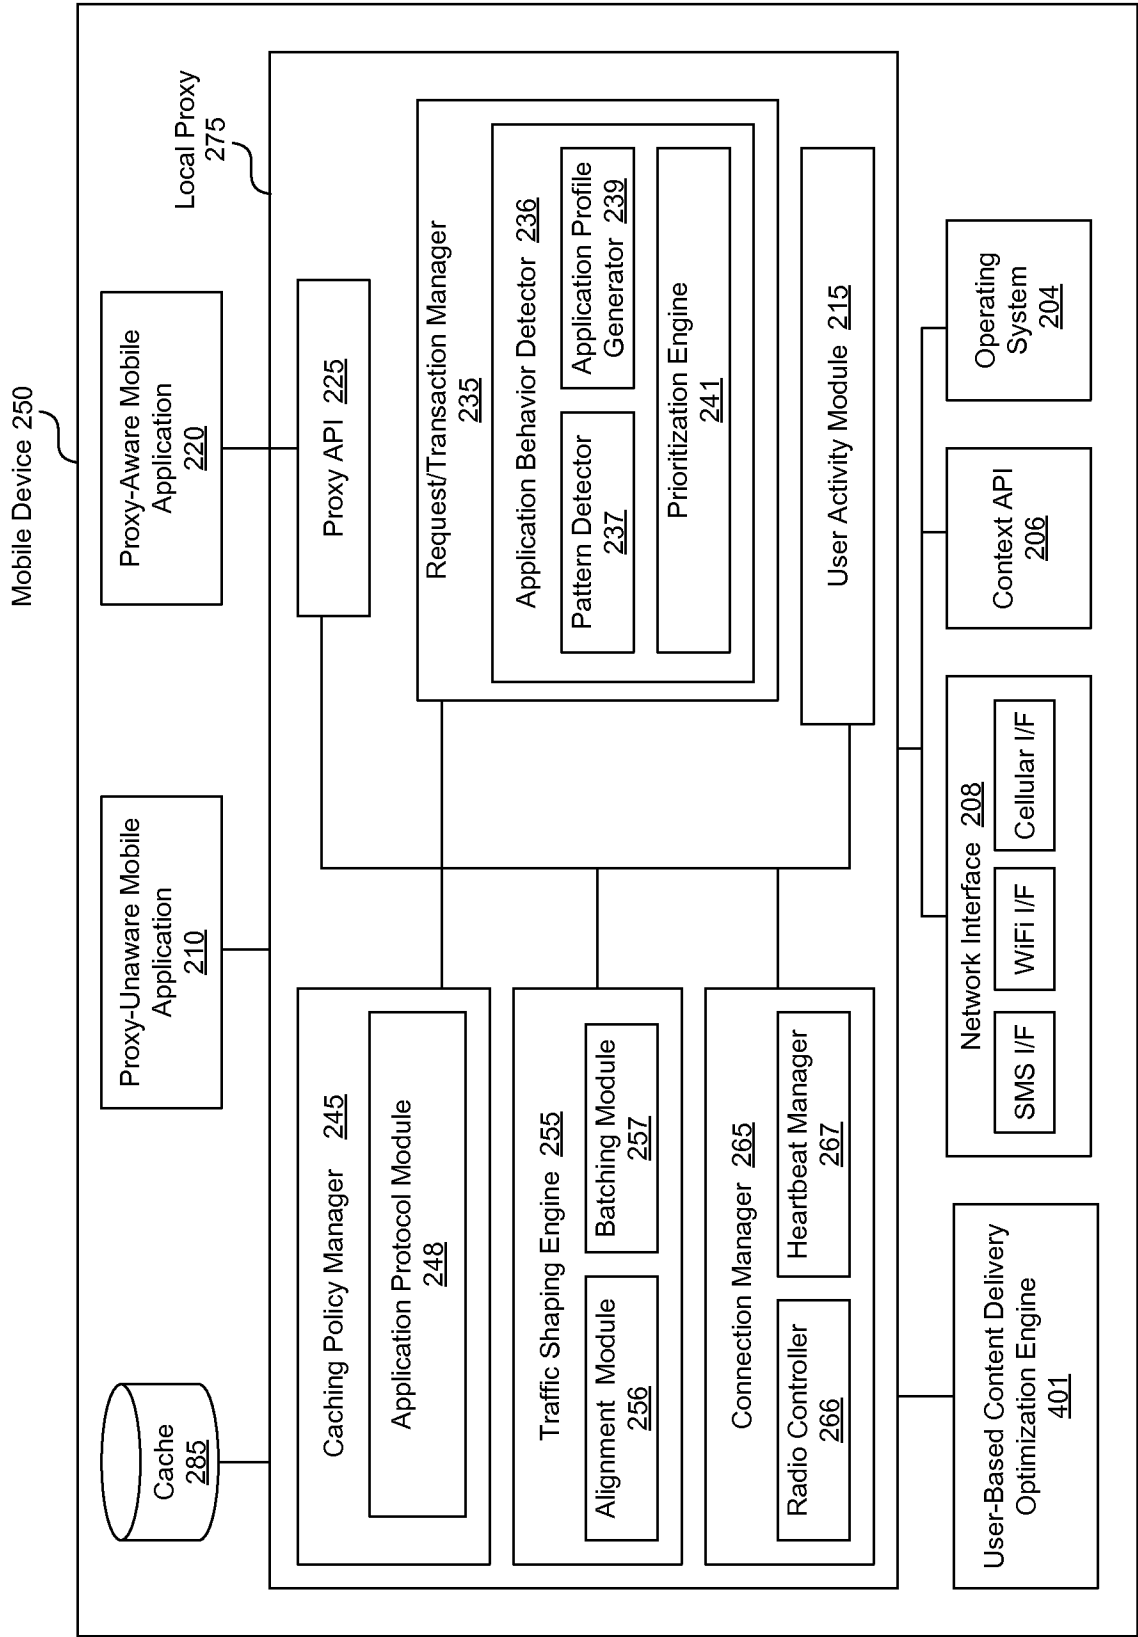 Mobile Device 250
Cache
285
Proxy-Unaware Mobile
Application
210
Proxy-Aware Mobile
Application
220
Local Proxy
275
Caching Policy Manager 245
Application Protocol Module
248
Proxy API 225
Traffic Shaping Engine 255
Alignment Module
256
Batching Module
257
Request/Transaction Manager
235
Application Behavior Detector 236
Pattern Detector
237
Application Profile
Generator 239
Prioritization Engine
241
Connection Manager 265
Radio Controller
266
Heartbeat Manager
267
User Activity Module 215
User-Based Content Delivery
Optimization Engine
401
Network Interface 208
SMS I/F
WiFi I/F
Cellular I/F
Context API
206
Operating
System
204